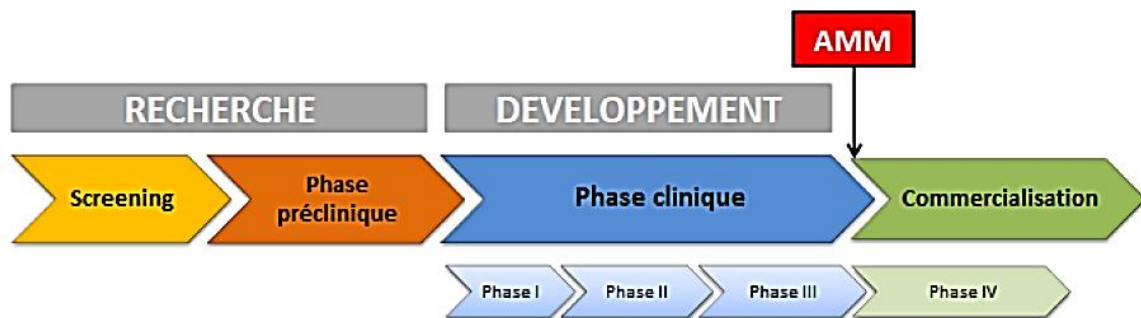 AMM
RECHERCHE
DEVELOPPEMENT
Screening
Phase
préclinique
Phase clinique
Commercialisation
Phase I
Phase II
Phase III
Phase IV